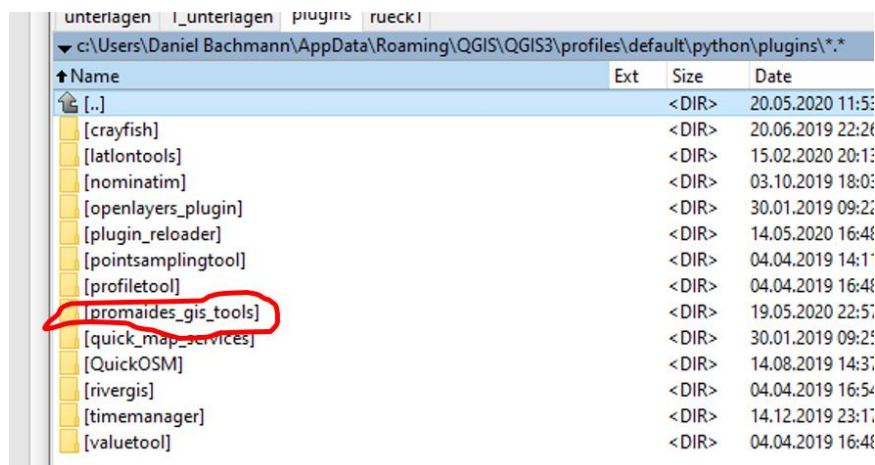 unterlagen 1_unterlagen plugins rueck1
c:\Users\Daniel Bachmann\AppData\Roaming\QGIS\QGIS3\profiles\default\python\plugins\*.*
Name Ext Size Date
[..] <DIR> 20.05.2020 11:53
[crayfish] <DIR> 20.06.2019 22:26
[latlontools] <DIR> 15.02.2020 20:13
[nominatim] <DIR> 03.10.2019 18:03
[openlayers_plugin] <DIR> 30.01.2019 09:22
[plugin_reloader] <DIR> 14.05.2020 16:48
[pointsamplingtool] <DIR> 04.04.2019 14:11
[profiletool] <DIR> 04.04.2019 16:48
[promaides_gis_tools] <DIR> 19.05.2020 22:57
[quick_map_services] <DIR> 30.01.2019 09:25
[QuickOSM] <DIR> 14.08.2019 14:37
[rivergis] <DIR> 04.04.2019 16:54
[timemanager] <DIR> 14.12.2019 23:17
[valuetool] <DIR> 04.04.2019 16:48